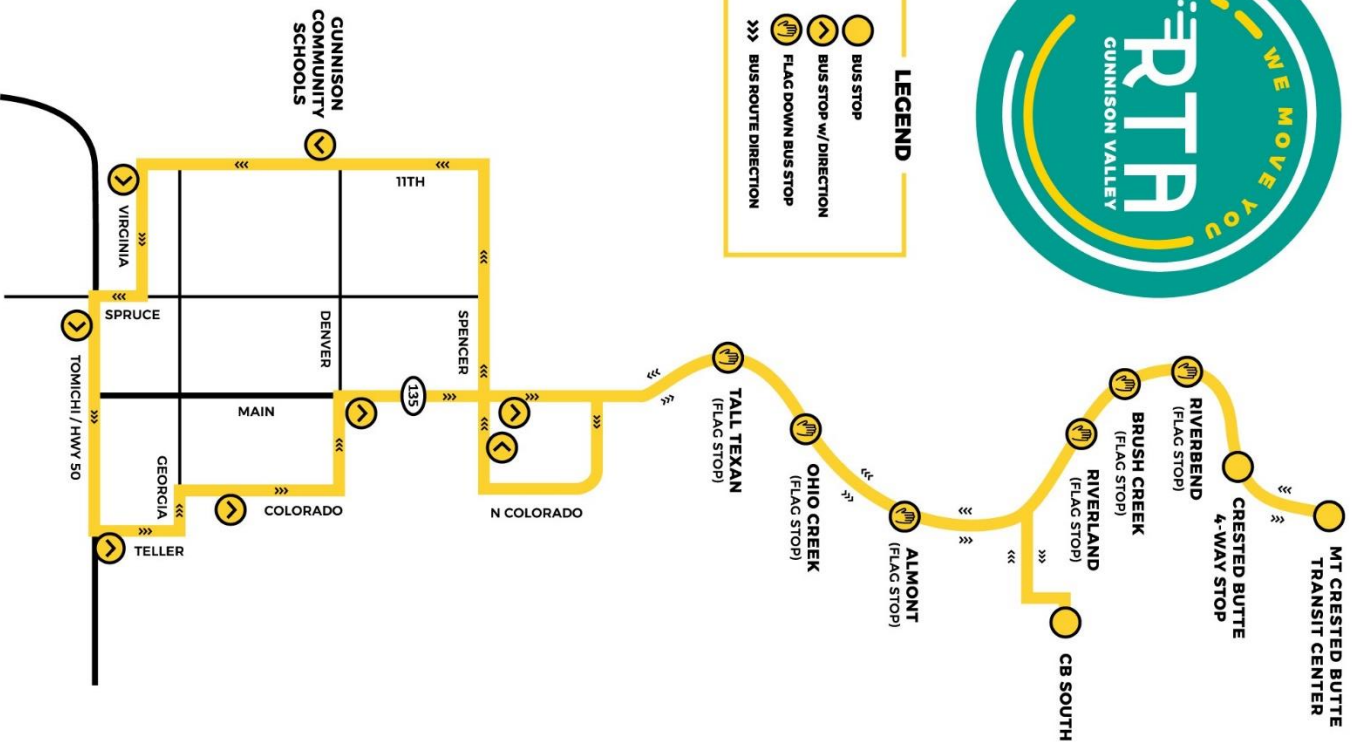 WE MOVE YOU
RTA
GUNNISON VALLEY
LEGEND
BUS STOP
BUS STOP w/ DIRECTION
FLAG DOWN BUS STOP
BUS ROUTE DIRECTION
MT CRESTED BUTTE
TRANSIT CENTER
CRESTED BUTTE
4-WAY STOP
RIVERBEND
(FLAG STOP)
BRUSH CREEK
(FLAG STOP)
RIVERLAND
(FLAG STOP)
CB SOUTH
ALMONT
(FLAG STOP)
OHIO CREEK
(FLAG STOP)
TALL TEXAN
(FLAG STOP)
N COLORADO
SPENCER
135
11TH
DENVER
MAIN
COLORADO
GUNNISON
COMMUNITY
SCHOOLS
GEORGIA
VIRGINIA
SPRUCE
TELLER
TOMICHI / HWY 50